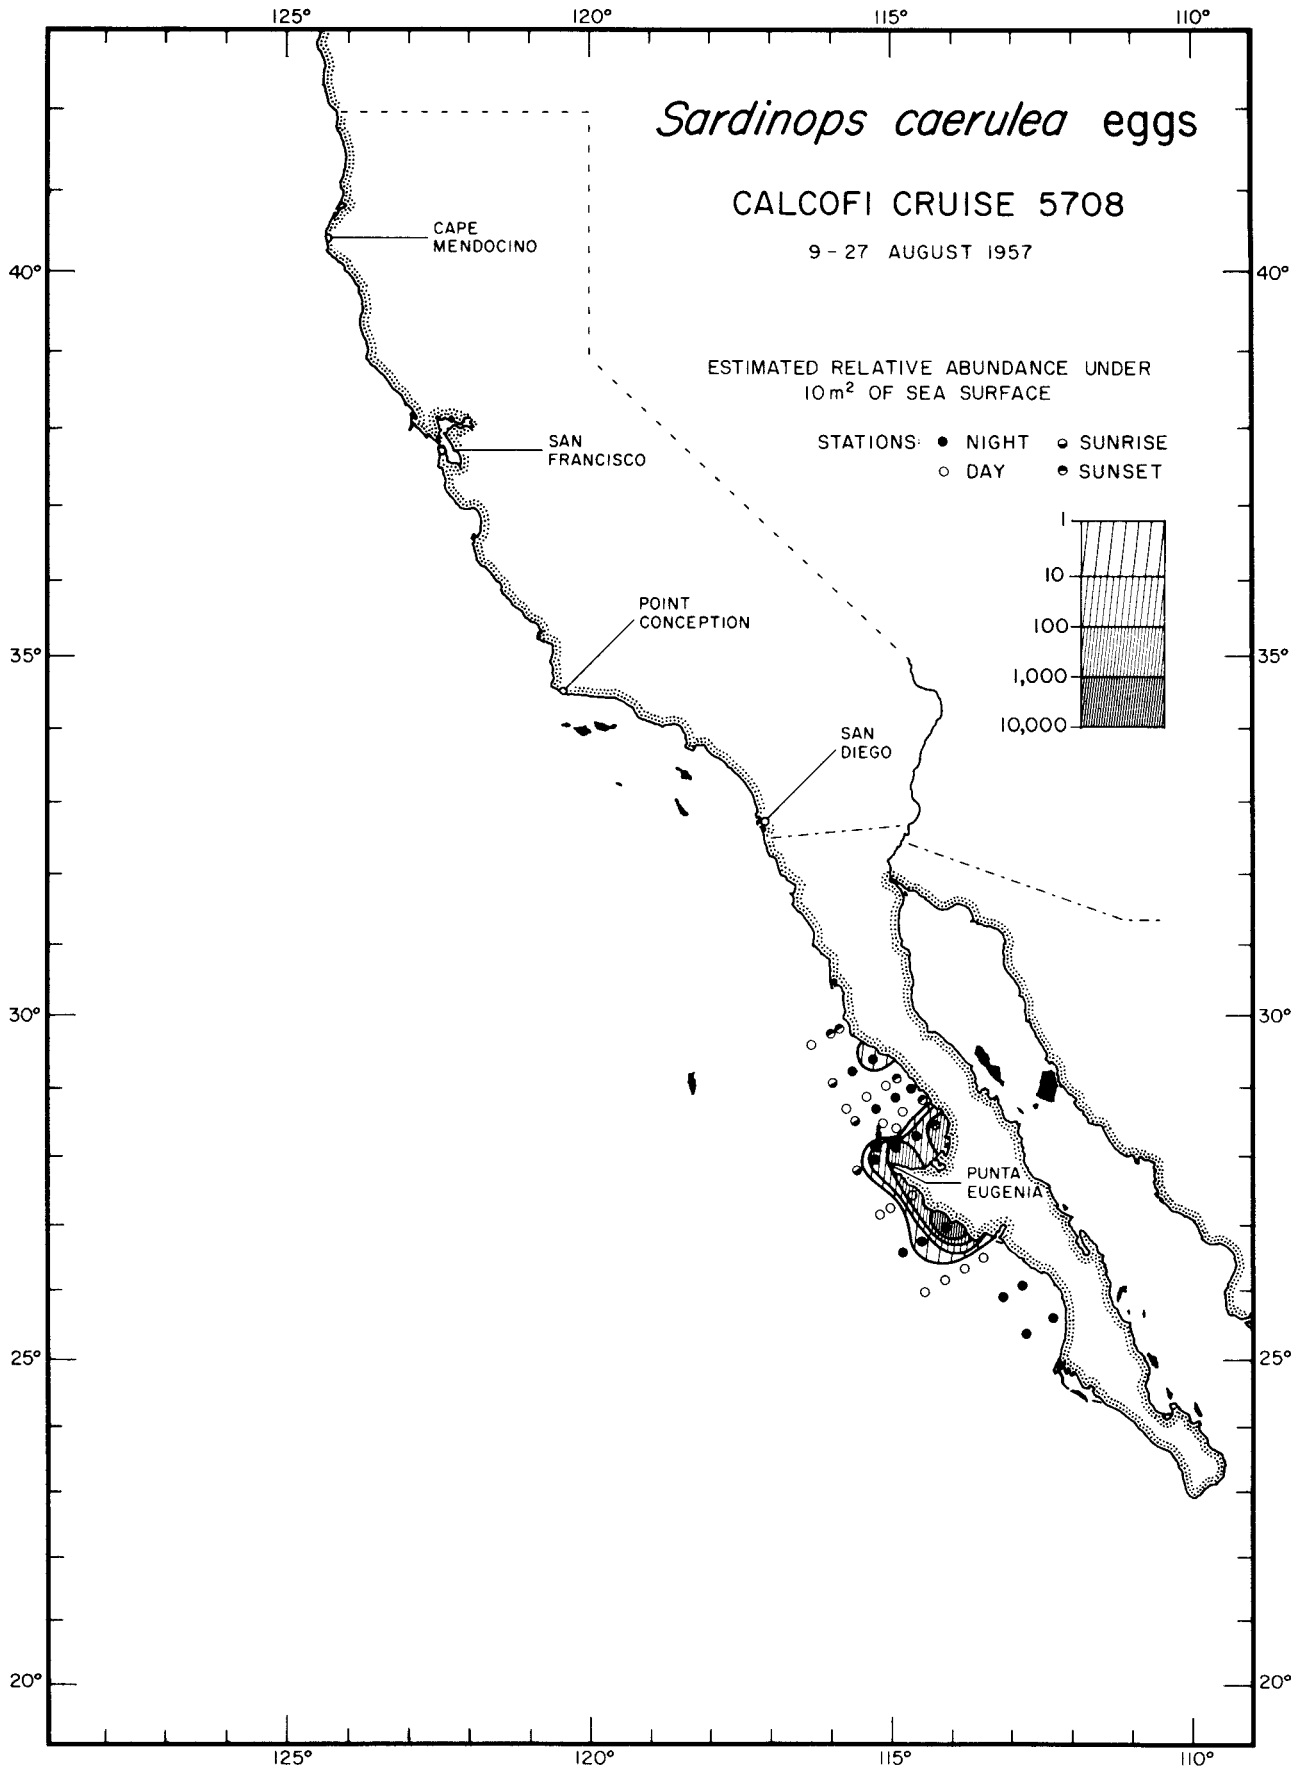 125° 120° 115° 110°
Sardinops caerulea eggs
CALCOFI CRUISE 5708
9 – 27 AUGUST 1957
CAPE
MENDOCINO
40° 40°
ESTIMATED RELATIVE ABUNDANCE UNDER
10 m² OF SEA SURFACE
STATIONS: ● NIGHT ◒ SUNRISE
○ DAY ◓ SUNSET
SAN
FRANCISCO
1
10
100
1,000
10,000
POINT
CONCEPTION
35° 35°
SAN
DIEGO
30° 30°
PUNTA
EUGENIA
25° 25°
20° 20°
125° 120° 115° 110°